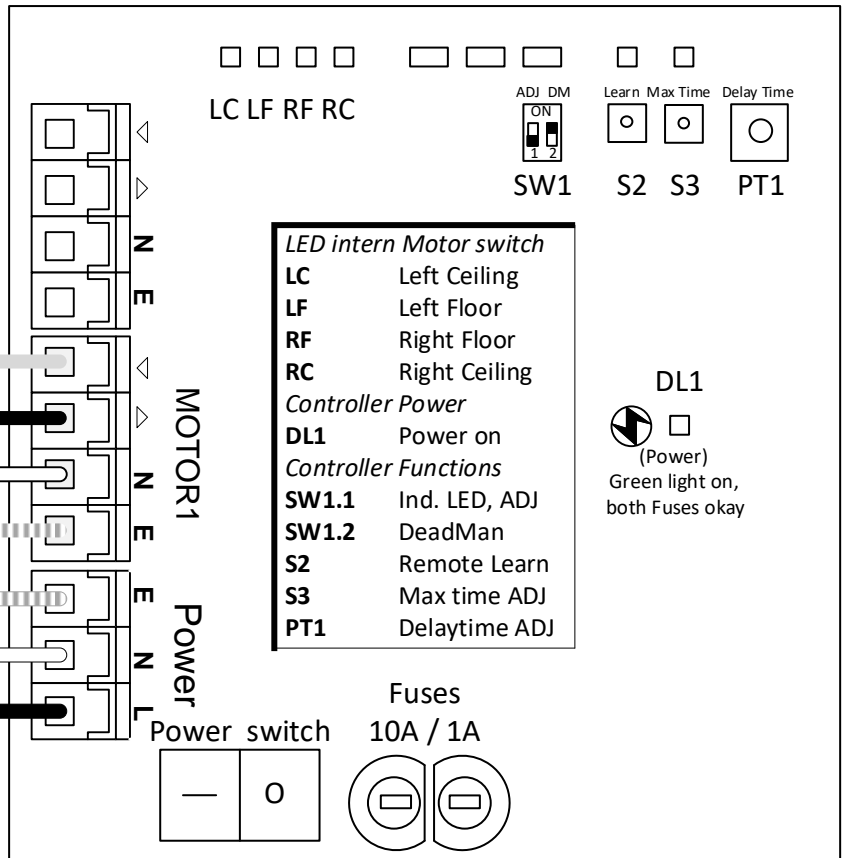 LC LF RF RC
ADJ DM
ON
1 2
SW1
Learn
S2
Max Time
S3
Delay Time
PT1
N
E
MOTOR1
N
E
Power
E
N
L
LED intern Motor switch
LC Left Ceiling
LF Left Floor
RF Right Floor
RC Right Ceiling
Controller Power
DL1 Power on
Controller Functions
SW1.1 Ind. LED, ADJ
SW1.2 DeadMan
S2 Remote Learn
S3 Max time ADJ
PT1 Delaytime ADJ
DL1
(Power)
Green light on,
both Fuses okay
Power switch
— O
Fuses
10A / 1A